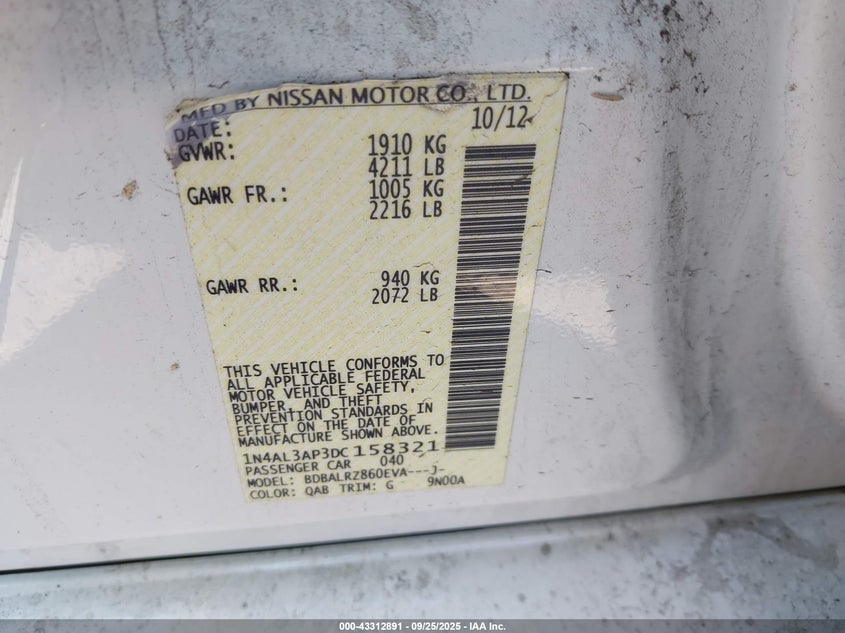 MFD BY NISSAN MOTOR CO., LTD.
DATE: 10/12
GVWR: 1910 KG
4211 LB
GAWR FR.: 1005 KG
2216 LB
GAWR RR.: 940 KG
2072 LB
THIS VEHICLE CONFORMS TO
ALL APPLICABLE FEDERAL
MOTOR VEHICLE SAFETY,
BUMPER, AND THEFT
PREVENTION STANDARDS IN
EFFECT ON THE DATE OF
MANUFACTURE SHOWN ABOVE.
1N4AL3AP3DC158321
PASSENGER CAR 040
MODEL: BDBALRZ860EVA---J-
COLOR: QAB TRIM: G 9N00A
000-43312891 - 09/25/2025 - IAA Inc.